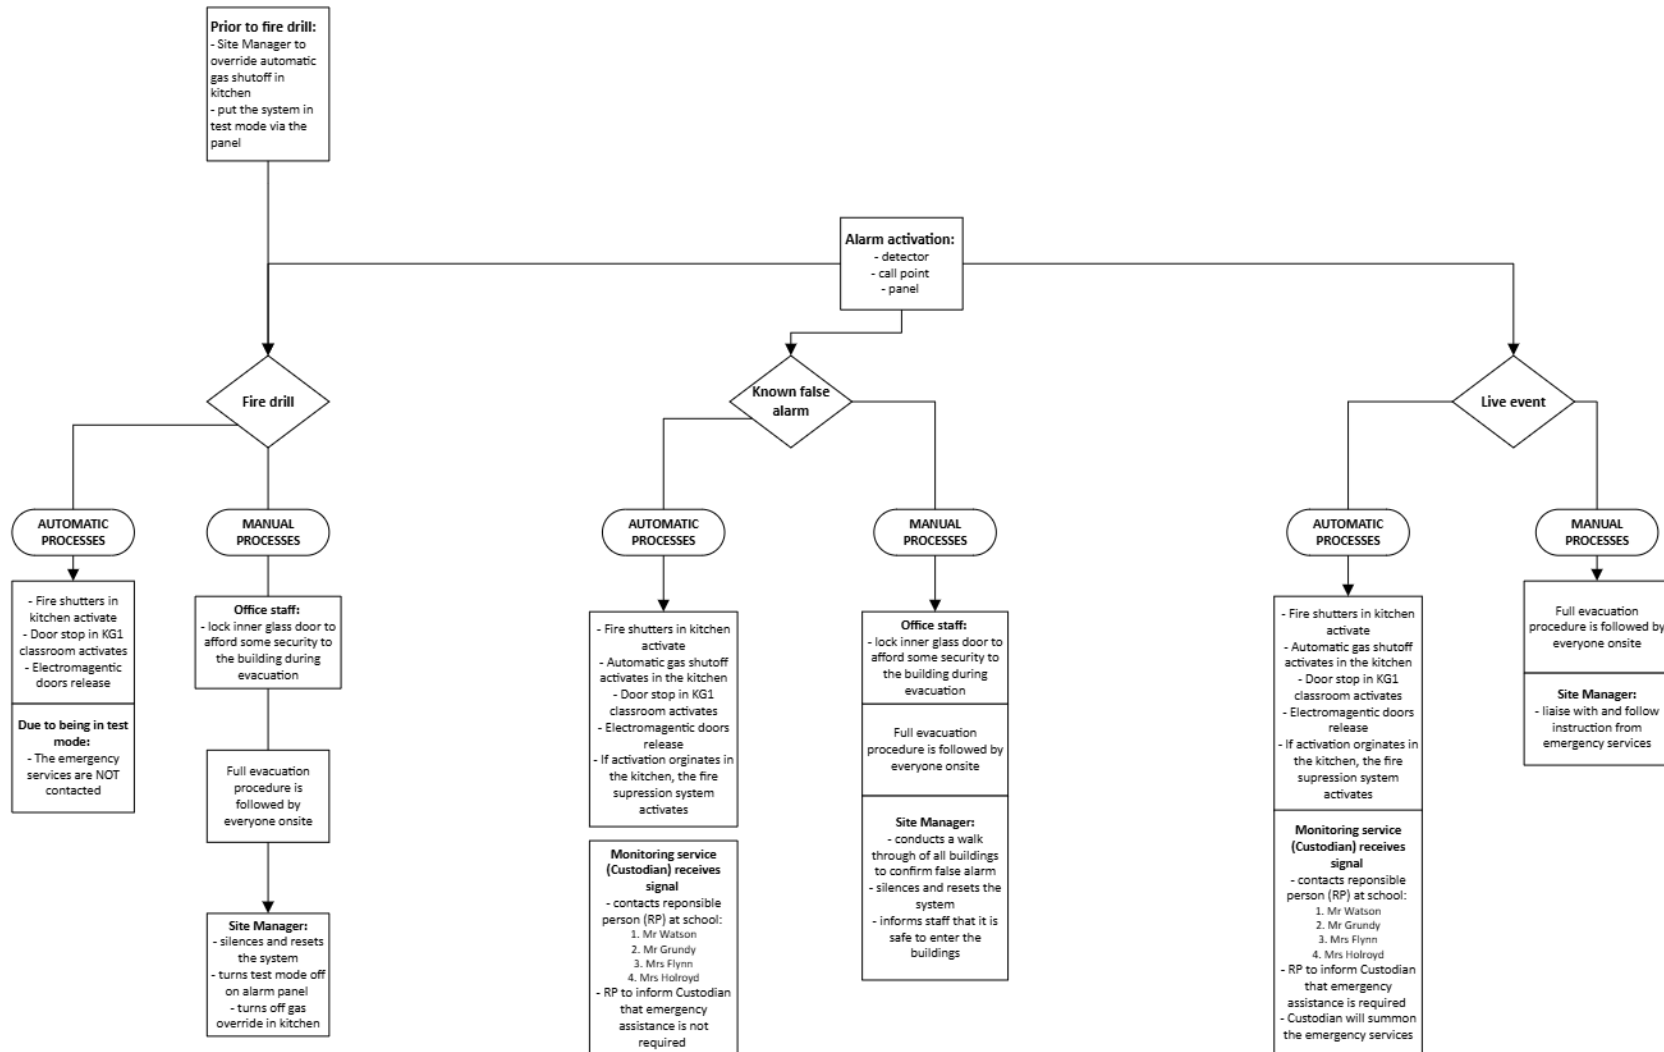 Prior to fire drill:
- Site Manager to
override automatic
gas shutoff in
kitchen
- put the system in
test mode via the
panel
Alarm activation:
- detector
- call point
- panel
Fire drill
Known false
alarm
Live event
AUTOMATIC
PROCESSES
MANUAL
PROCESSES
AUTOMATIC
PROCESSES
MANUAL
PROCESSES
AUTOMATIC
PROCESSES
MANUAL
PROCESSES
- Fire shutters in
kitchen activate
- Door stop in KG1
classroom activates
- Electromagentic
doors release
Due to being in test
mode:
- The emergency
services are NOT
contacted
Office staff:
- lock inner glass door to
afford some security to
the building during
evacuation
Full evacuation
procedure is
followed by
everyone onsite
Site Manager:
- silences and resets
the system
- turns test mode off
on alarm panel
- turns off gas
override in kitchen
- Fire shutters in kitchen
activate
- Automatic gas shutoff
activates in the kitchen
- Door stop in KG1
classroom activates
- Electromagentic doors
release
- If activation orginates in
the kitchen, the fire
supression system
activates
Monitoring service
(Custodian) receives
signal
- contacts reponsible
person (RP) at school:
1. Mr Watson
2. Mr Grundy
3. Mrs Flynn
4. Mrs Holroyd
- RP to inform Custodian
that emergency
assistance is not
required
Office staff:
- lock inner glass door to
afford some security to
the building during
evacuation
Full evacuation
procedure is followed by
everyone onsite
Site Manager:
- conducts a walk
through of all buildings
to confirm false alarm
- silences and resets the
system
- informs staff that it is
safe to enter the
buildings
- Fire shutters in kitchen
activate
- Automatic gas shutoff
activates in the kitchen
- Door stop in KG1
classroom activates
- Electromagentic doors
release
- If activation orginates in
the kitchen, the fire
supression system
activates
Monitoring service
(Custodian) receives
signal
- contacts reponsible
person (RP) at school:
1. Mr Watson
2. Mr Grundy
3. Mrs Flynn
4. Mrs Holroyd
- RP to inform Custodian
that emergency
assistance is required
- Custodian will summon
the emergency services
Full evacuation
procedure is followed by
everyone onsite
Site Manager:
- liaise with and follow
instruction from
emergency services